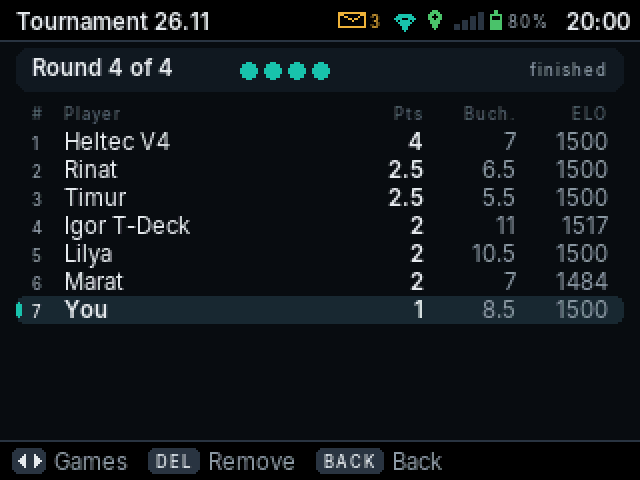 Tournament 26.11 3 80% 20:00
Round 4 of 4 finished
# Player Pts Buch. ELO
1 Heltec V4 4 7 1500
2 Rinat 2.5 6.5 1500
3 Timur 2.5 5.5 1500
4 Igor T-Deck 2 11 1517
5 Lilya 2 10.5 1500
6 Marat 2 7 1484
7 You 1 8.5 1500
Games DEL Remove BACK Back